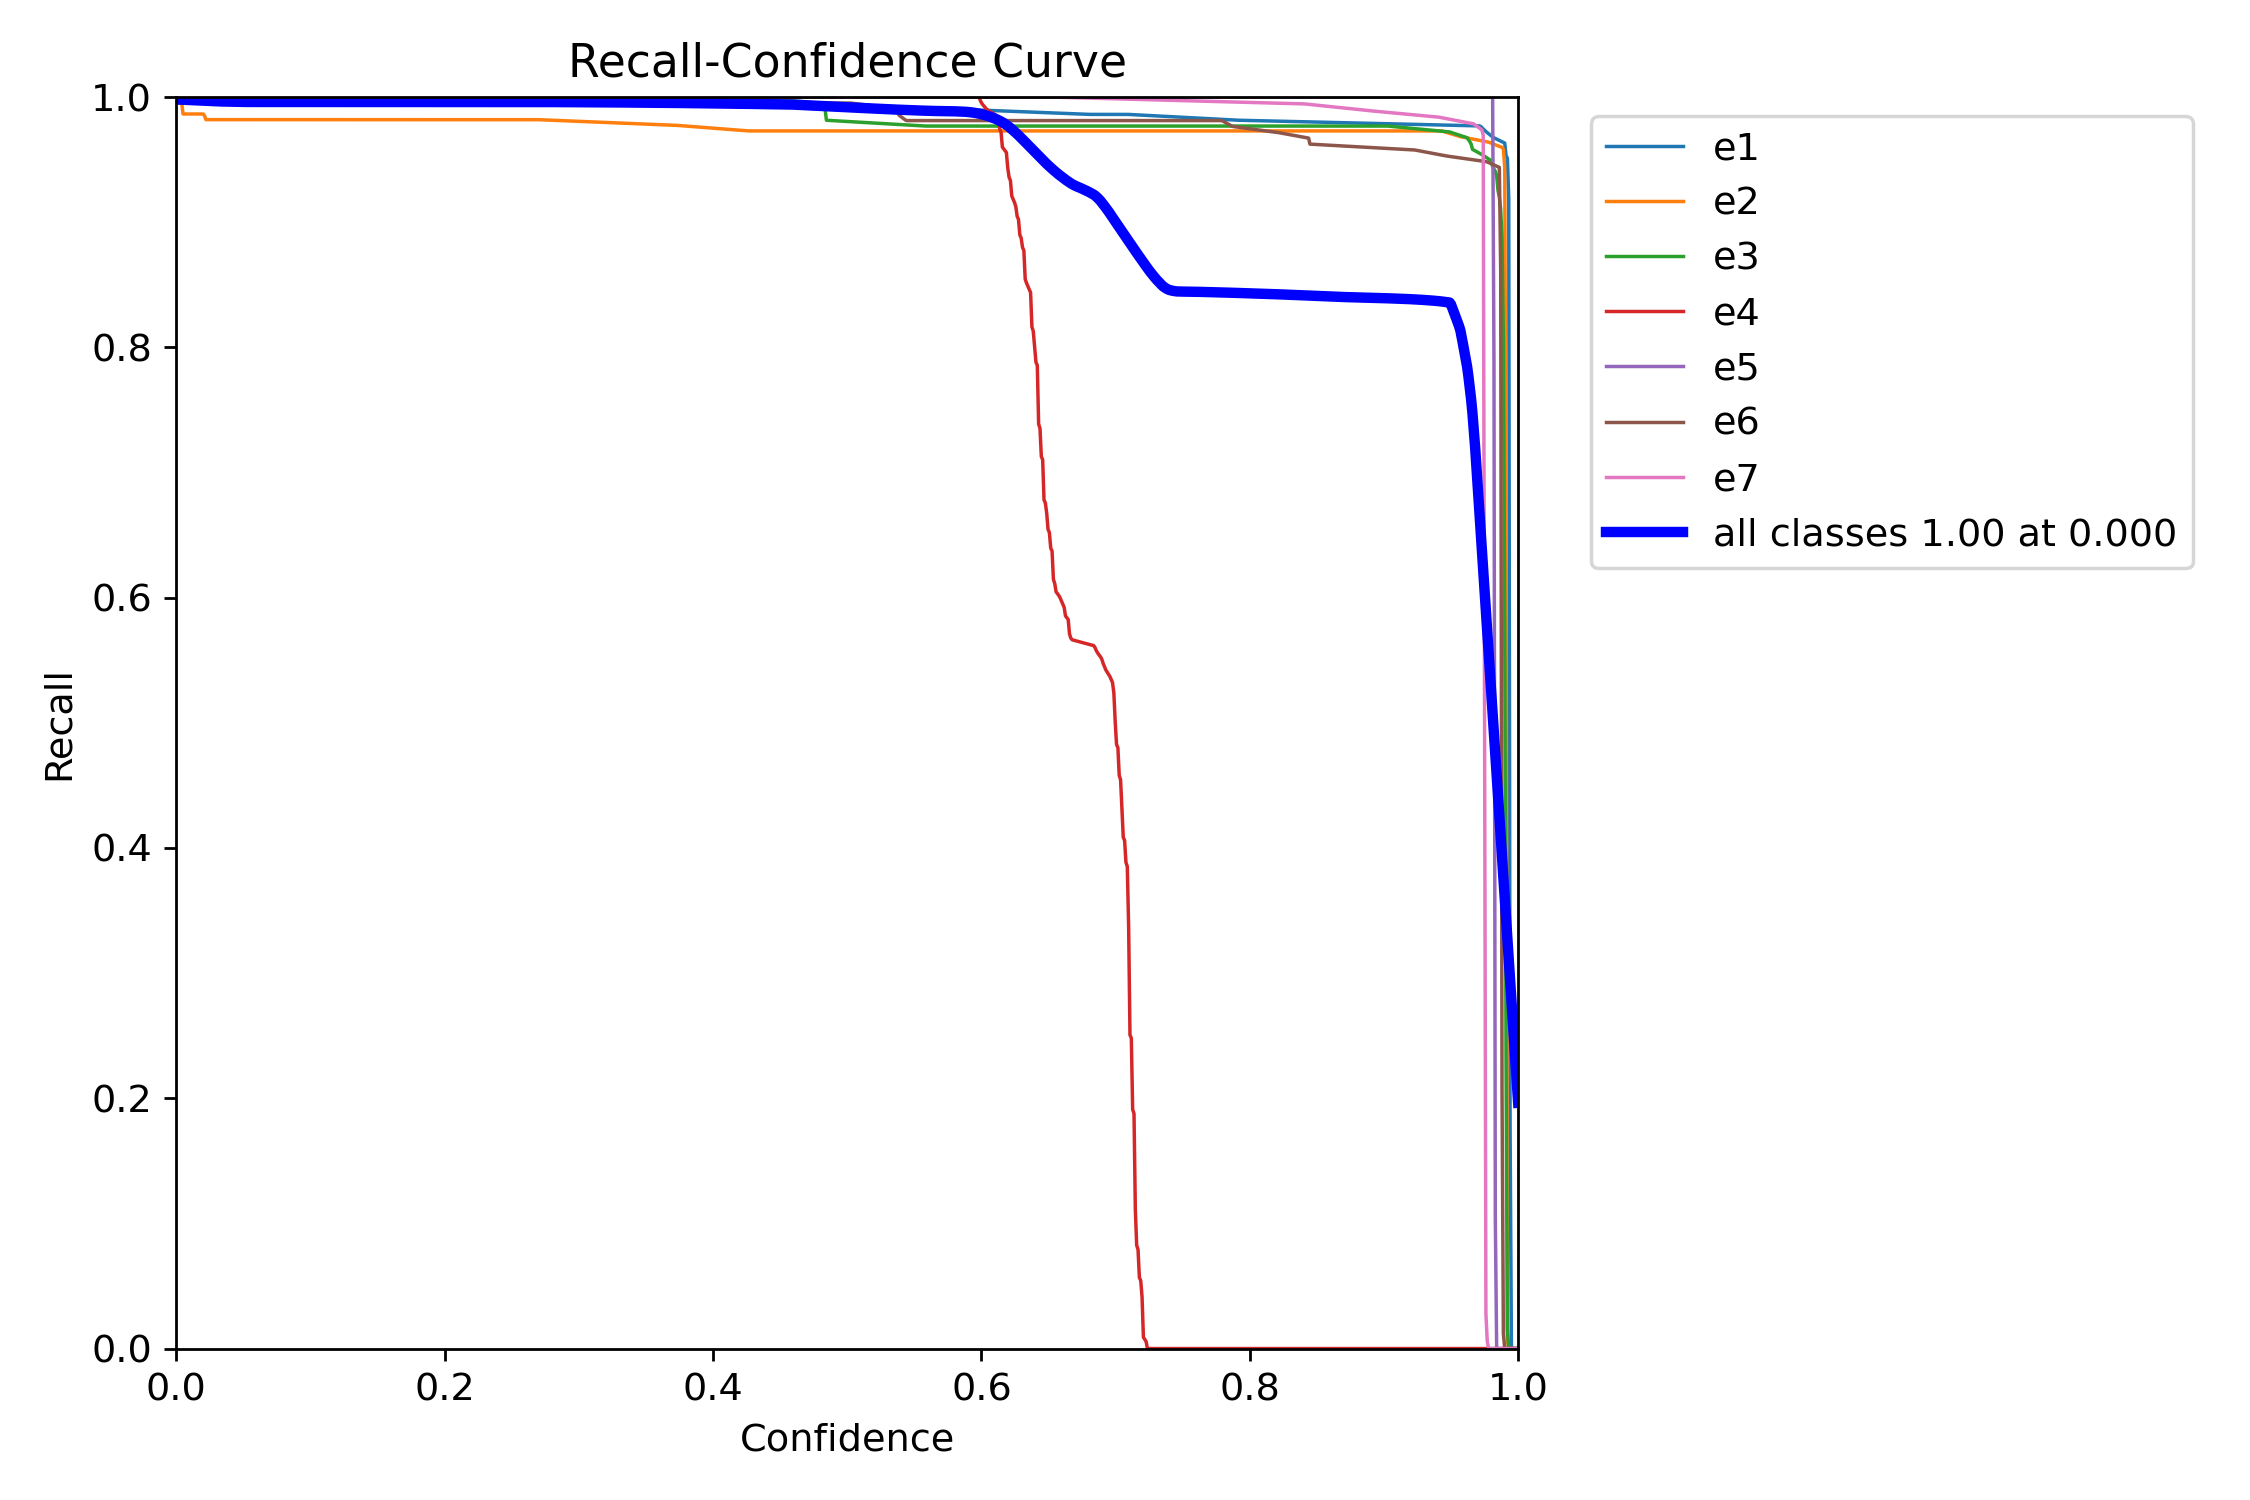 Recall-Confidence Curve
1.0
0.8
0.6
0.4
0.2
0.0
Recall
0.0 0.2 0.4 0.6 0.8 1.0
Confidence
e1
e2
e3
e4
e5
e6
e7
all classes 1.00 at 0.000